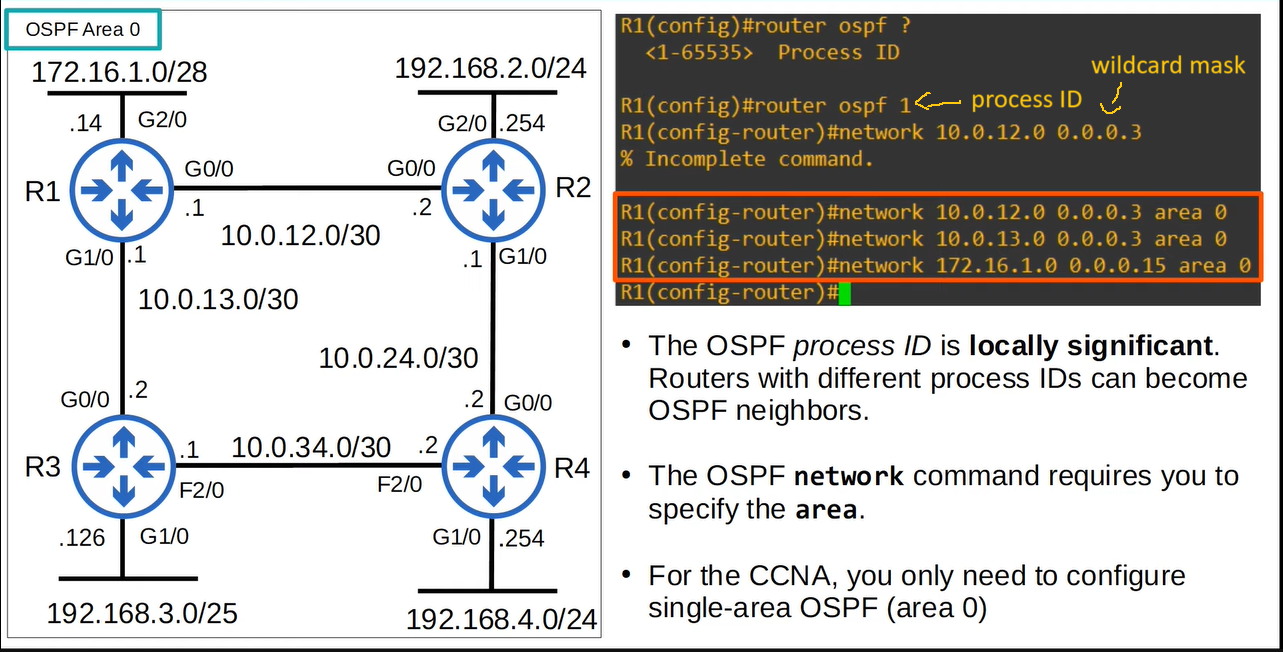 OSPF Area 0
172.16.1.0/28
192.168.2.0/24
.14
G2/0
G2/0
.254
R1
G0/0
G0/0
R2
.1
.2
10.0.12.0/30
G1/0
.1
.1
G1/0
10.0.13.0/30
10.0.24.0/30
G0/0
.2
.2
G0/0
R3
.1
10.0.34.0/30
.2
R4
F2/0
F2/0
.126
G1/0
G1/0
.254
192.168.3.0/25
192.168.4.0/24
R1(config)#router ospf ?
<1-65535> Process ID
wildcard mask
R1(config)#router ospf 1
process ID
R1(config-router)#network 10.0.12.0 0.0.0.3
% Incomplete command.
R1(config-router)#network 10.0.12.0 0.0.0.3 area 0
R1(config-router)#network 10.0.13.0 0.0.0.3 area 0
R1(config-router)#network 172.16.1.0 0.0.0.15 area 0
R1(config-router)#
• The OSPF process ID is locally significant.
Routers with different process IDs can become
OSPF neighbors.
• The OSPF network command requires you to
specify the area.
• For the CCNA, you only need to configure
single-area OSPF (area 0)